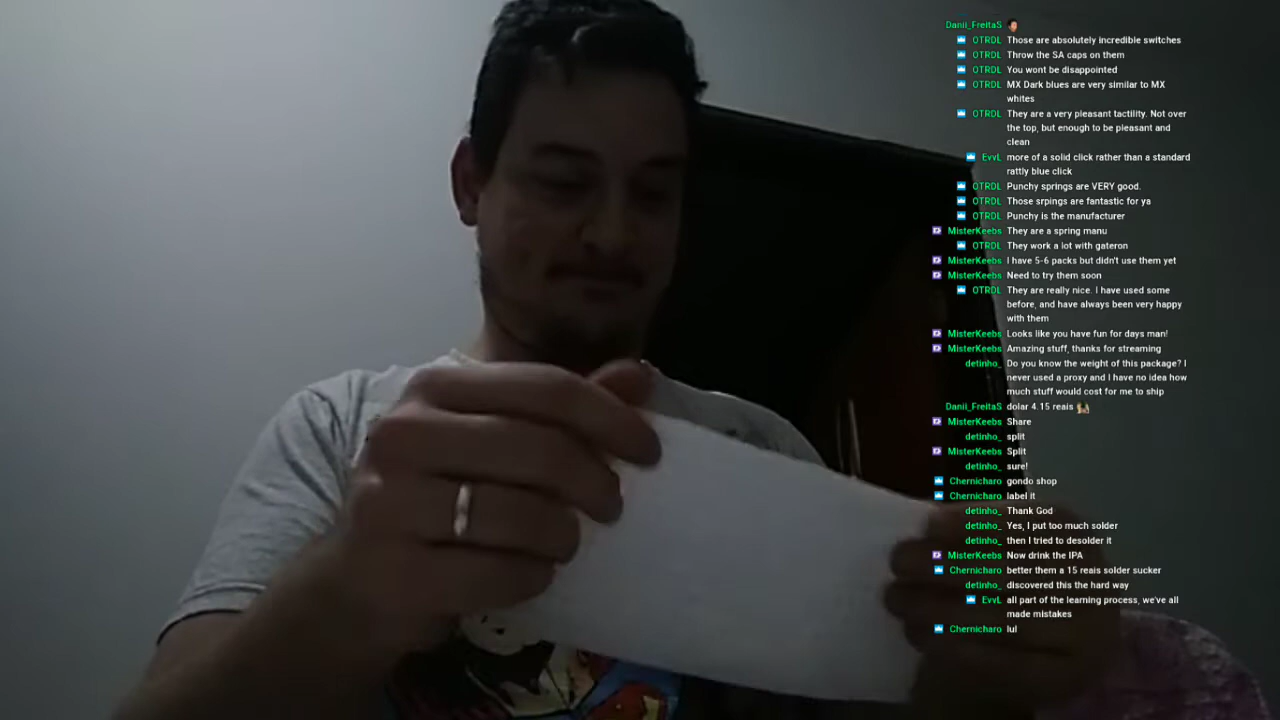 Danii_FreitaS
OTRDL Those are absolutely incredible switches
OTRDL Throw the SA caps on them
OTRDL You wont be disappointed
OTRDL MX Dark blues are very similar to MX
whites
OTRDL They are a very pleasant tactility. Not over
the top, but enough to be pleasant and
clean
EvvL more of a solid click rather than a standard
rattly blue click
OTRDL Punchy springs are VERY good.
OTRDL Those srpings are fantastic for ya
OTRDL Punchy is the manufacturer
MisterKeebs They are a spring manu
OTRDL They work a lot with gateron
MisterKeebs I have 5-6 packs but didn't use them yet
MisterKeebs Need to try them soon
OTRDL They are really nice. I have used some
before, and have always been very happy
with them
MisterKeebs Looks like you have fun for days man!
MisterKeebs Amazing stuff, thanks for streaming
detinho_ Do you know the weight of this package? I
never used a proxy and I have no idea how
much stuff would cost for me to ship
Danii_FreitaS dolar 4.15 reais
MisterKeebs Share
detinho_ split
MisterKeebs Split
detinho_ sure!
Chernicharo gondo shop
Chernicharo label it
detinho_ Thank God
detinho_ Yes, I put too much solder
detinho_ then I tried to desolder it
MisterKeebs Now drink the IPA
Chernicharo better them a 15 reais solder sucker
detinho_ discovered this the hard way
EvvL all part of the learning process, we've all
made mistakes
Chernicharo lul